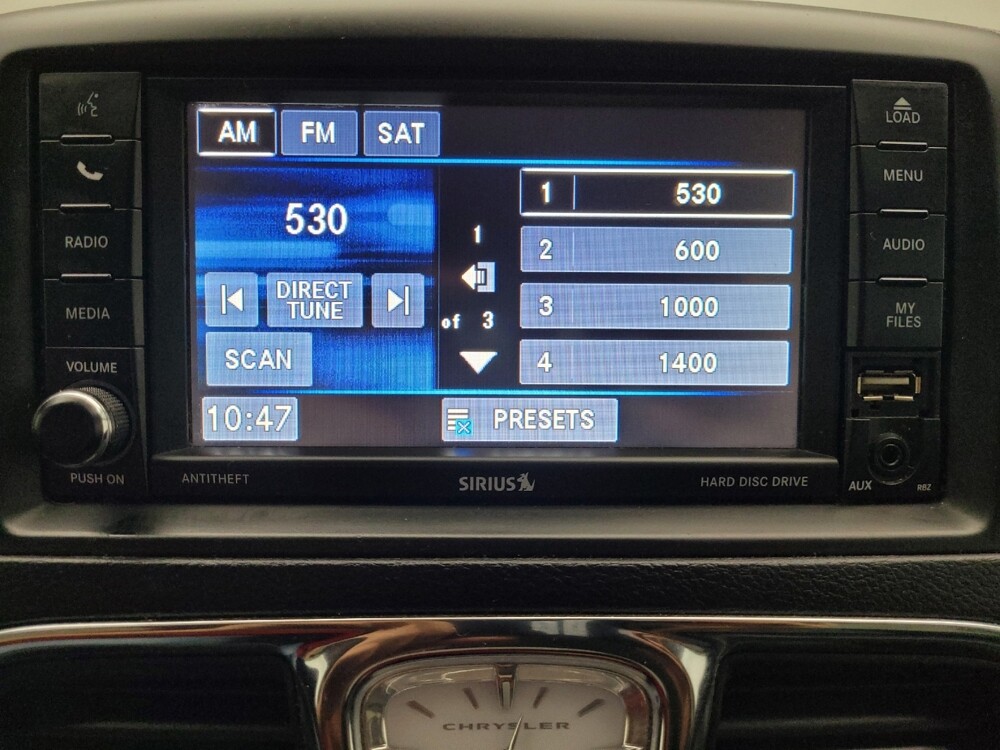 AM FM SAT
LOAD
530
1 530
MENU
1
2 600
RADIO
AUDIO
DIRECT
TUNE
3 1000
MEDIA
MY
FILES
of 3
SCAN
4 1400
VOLUME
10:47
PRESETS
PUSH ON
ANTITHEFT
SIRIUS
HARD DISC DRIVE
AUX
RBZ
CHRYSLER